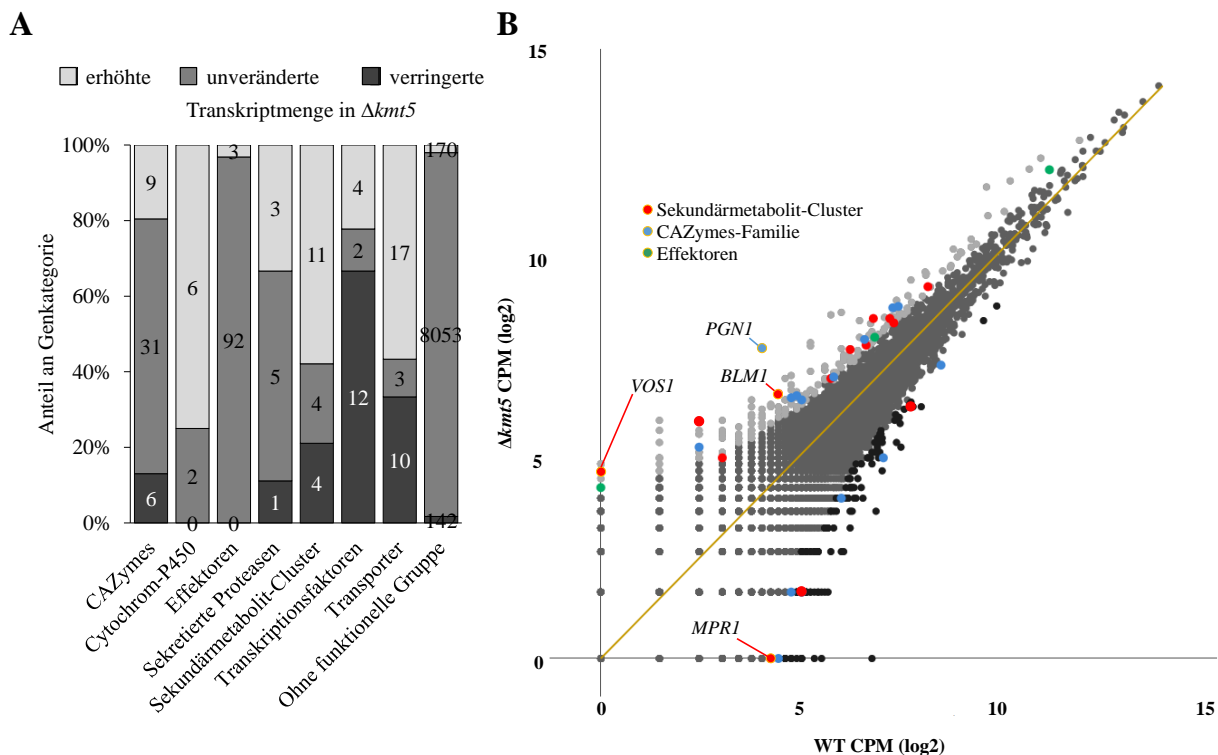 A
erhöhte unveränderte verringerte
Transkriptmenge in Δkmt5
Anteil an Genkategorie
100%
80%
60%
40%
20%
0%
9
31
6
6
2
0
3
92
0
3
5
1
11
4
4
4
2
12
17
3
10
170
8053
142
CAZymes
Cytochrom-P450
Effektoren
Sekretierte Proteasen
Sekundärmetabolit-Cluster
Transkriptionsfaktoren
Transporter
Ohne funktionelle Gruppe
B
15
10
5
0
Δkmt5 CPM (log2)
Sekundärmetabolit-Cluster
CAZymes-Familie
Effektoren
PGN1
BLM1
VOS1
MPR1
0 5 10 15
WT CPM (log2)